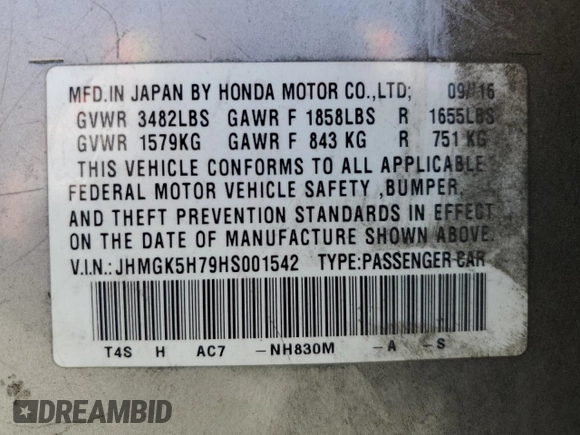 MFD.IN JAPAN BY HONDA MOTOR CO.,LTD; 09/16
GVWR 3482LBS GAWR F 1858LBS R 1655LBS
GVWR 1579KG GAWR F 843 KG R 751 KG
THIS VEHICLE CONFORMS TO ALL APPLICABLE
FEDERAL MOTOR VEHICLE SAFETY ,BUMPER,
AND THEFT PREVENTION STANDARDS IN EFFECT
ON THE DATE OF MANUFACTURE SHOWN ABOVE.
V.I.N.:JHMGK5H79HS001542 TYPE:PASSENGER CAR
T4S H AC7 -NH830M -A -S
DREAMBID